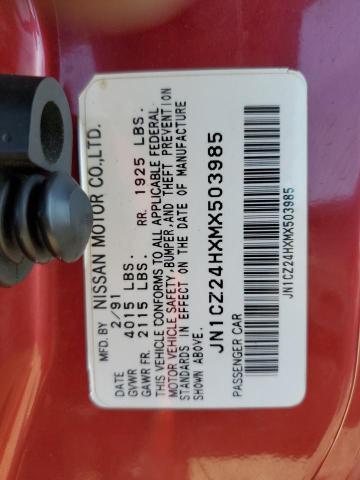 MFD. BY NISSAN MOTOR CO.,LTD.
DATE 2/91
GVWR 4015 LBS.
GAWR FR. 2115 LBS. RR. 1925 LBS.
THIS VEHICLE CONFORMS TO ALL APPLICABLE FEDERAL
MOTOR VEHICLE SAFETY, BUMPER, AND THEFT PREVENTION
STANDARDS IN EFFECT ON THE DATE OF MANUFACTURE
SHOWN ABOVE.
JN1CZ24HXMX503985
PASSENGER CAR
JN1CZ24HXMX503985